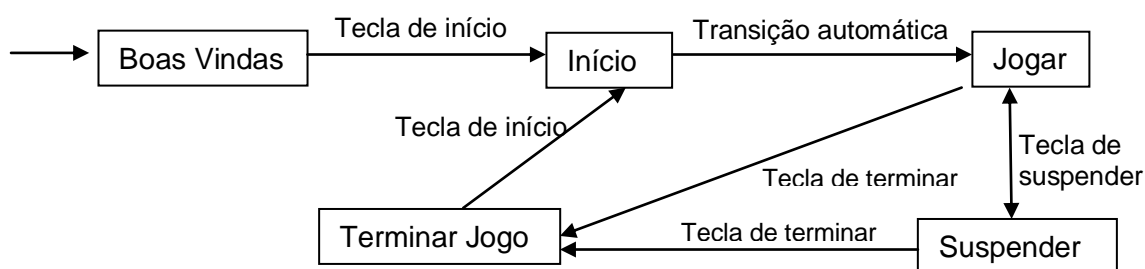 Tecla de início
Transição automática
Boas Vindas
Início
Jogar
Tecla de início
Tecla de
suspender
Tecla de terminar
Terminar Jogo
Tecla de terminar
Suspender